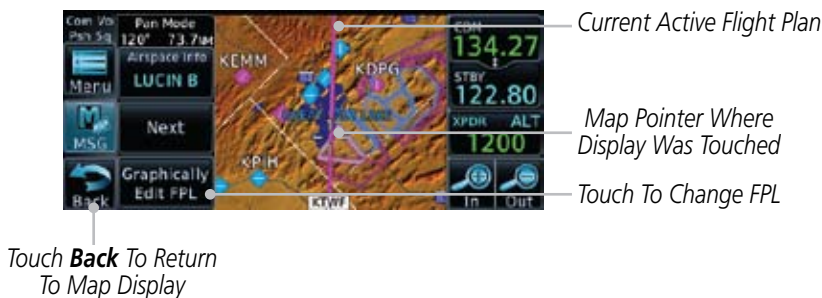 Com Vol
Psh Sq
Pan Mode
120° 73.7NM
Menu
Airspace Info
LUCIN B
MSG
Next
Back
Graphically
Edit FPL
KEMM
KDPG
KPIH
KTWF
COM
134.27
STBY
122.80
XPDR ALT
1200
In
Out
Current Active Flight Plan
Map Pointer Where
Display Was Touched
Touch To Change FPL
Touch Back To Return
To Map Display